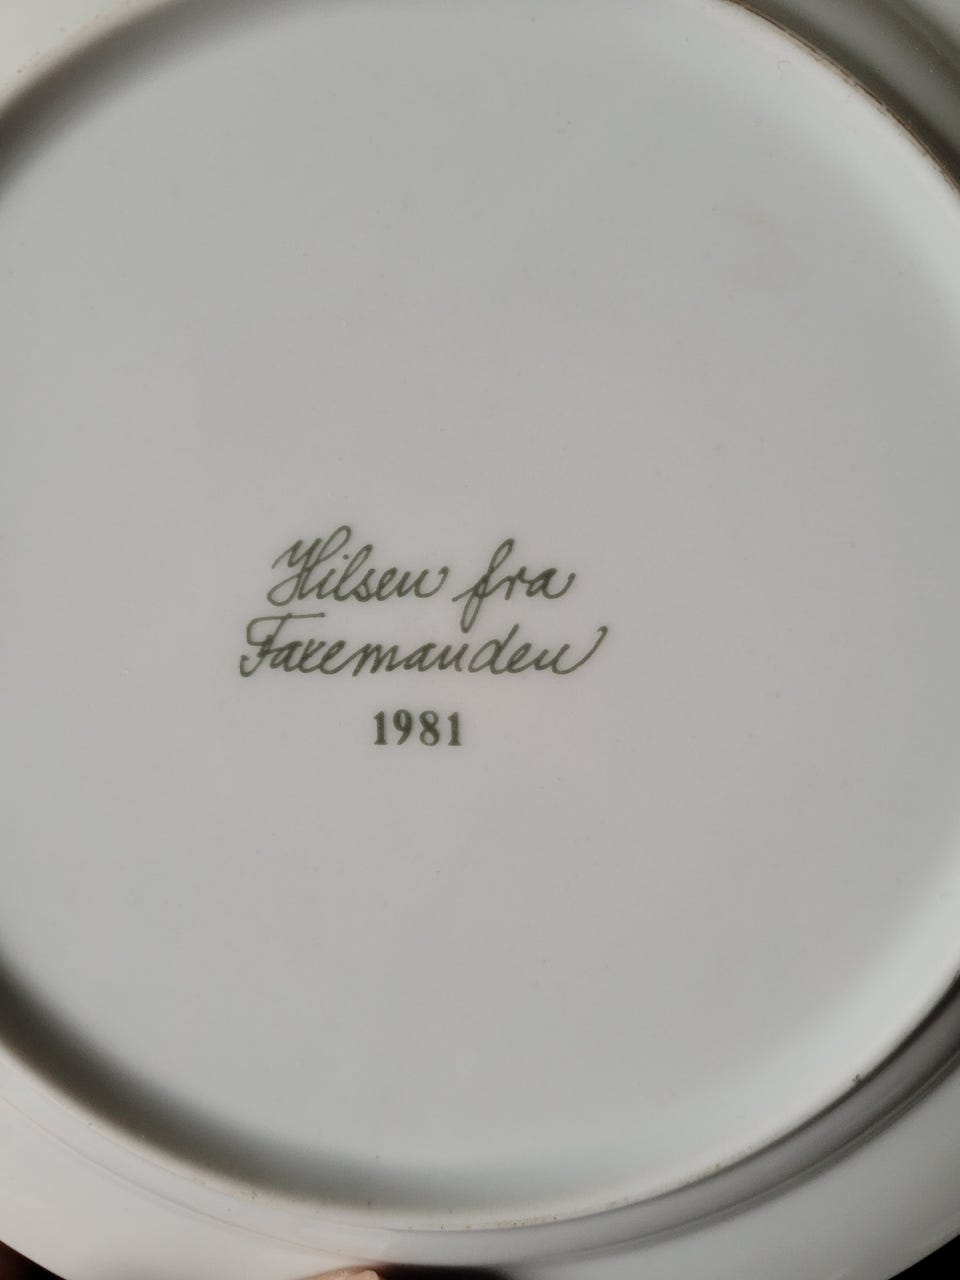 Hilsen fra
Faxemanden
1981